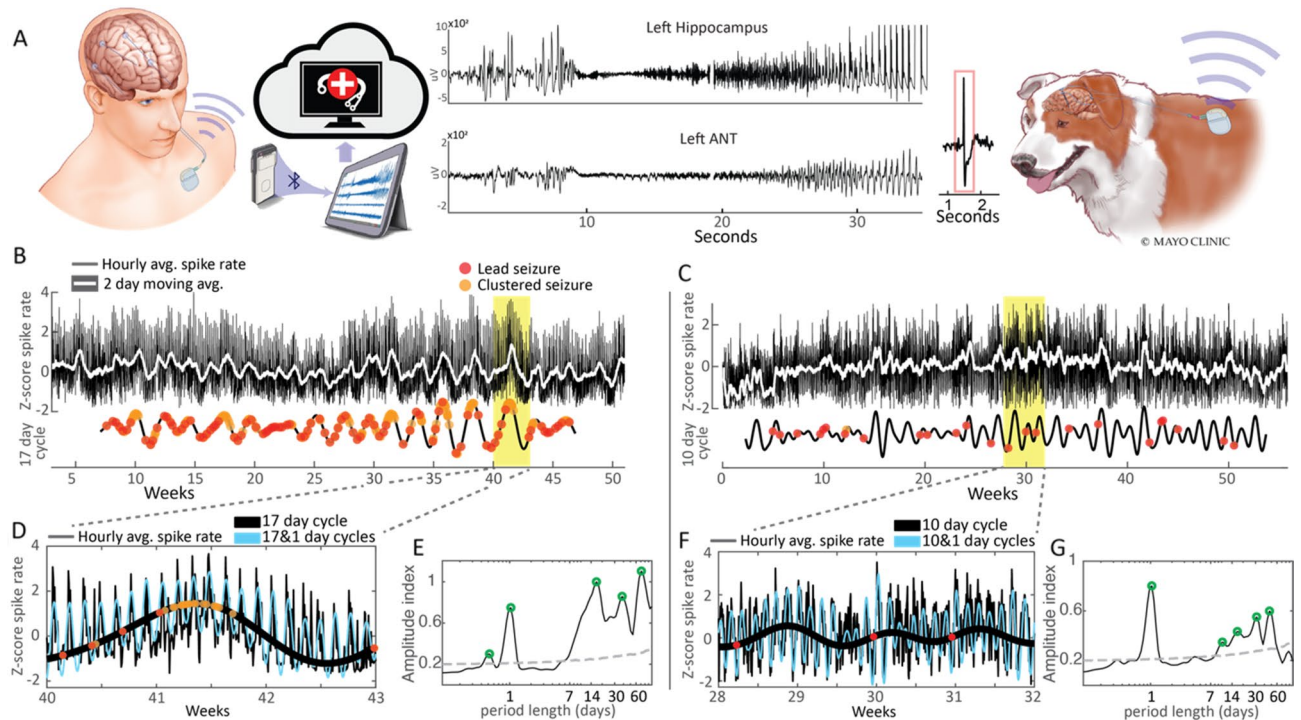 A
x10²
10
5
0
-5
uV
Left Hippocampus
x10²
2
0
-2
uV
Left ANT
10
20
30
Seconds
1
2
Seconds
© MAYO CLINIC
B
Hourly avg. spike rate
2 day moving avg.
Lead seizure
Clustered seizure
Z-score spike rate
4
2
0
-2
17 day
cycle
5 10 15 20 25 30 35 40 45 50
Weeks
C
Z-score spike rate
2
0
-2
10 day
cycle
0 10 20 30 40 50
Weeks
D
17 day cycle
Hourly avg. spike rate
17&1 day cycles
Z-score spike rate
4
2
0
-2
40 41 42 43
Weeks
E
Amplitude index
1
0.6
0.2
1 7 14 30 60
period length (days)
F
10 day cycle
Hourly avg. spike rate
10&1 day cycles
Z-score spike rate
4
2
0
-2
28 29 30 31 32
Weeks
G
Amplitude index
1
0.6
0.2
1 7 14 30 60
period length (days)